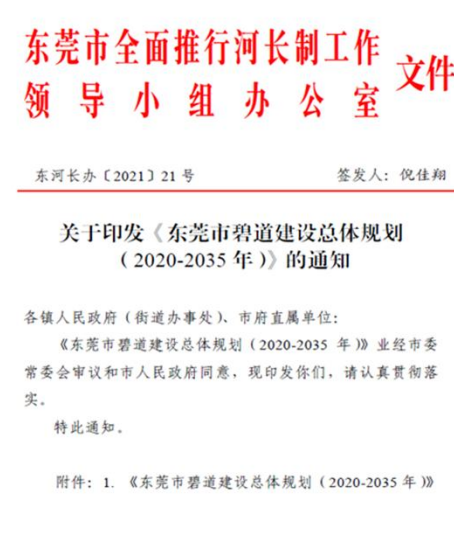 东莞市全面推行河长制工作
领导小组办公室
文件
东河长办〔2021〕21 号 签发人：倪佳翔
关于印发《东莞市碧道建设总体规划
（2020-2035 年）》的通知
各镇人民政府（街道办事处）、市府直属单位：
《东莞市碧道建设总体规划（2020-2035 年）》业经市委
常委会审议和市人民政府同意，现印发你们，请认真贯彻落
实。
特此通知。
附件：1. 《东莞市碧道建设总体规划（2020-2035 年）》